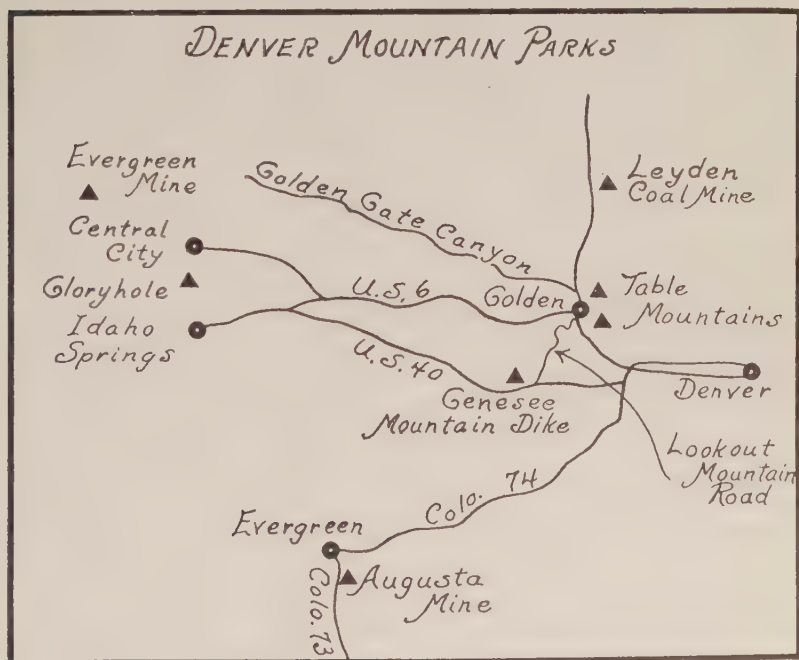 DENVER MOUNTAIN PARKS
Evergreen
Mine
Golden Gate Canyon
Leyden
Coal Mine
Central
City
Gloryhole
U.S. 6
Golden
Table
Mountains
Idaho
Springs
U.S. 40
Genesee
Mountain Dike
Denver
Lookout
Mountain
Road
Colo. 74
Evergreen
Augusta
Mine
Colo. 73